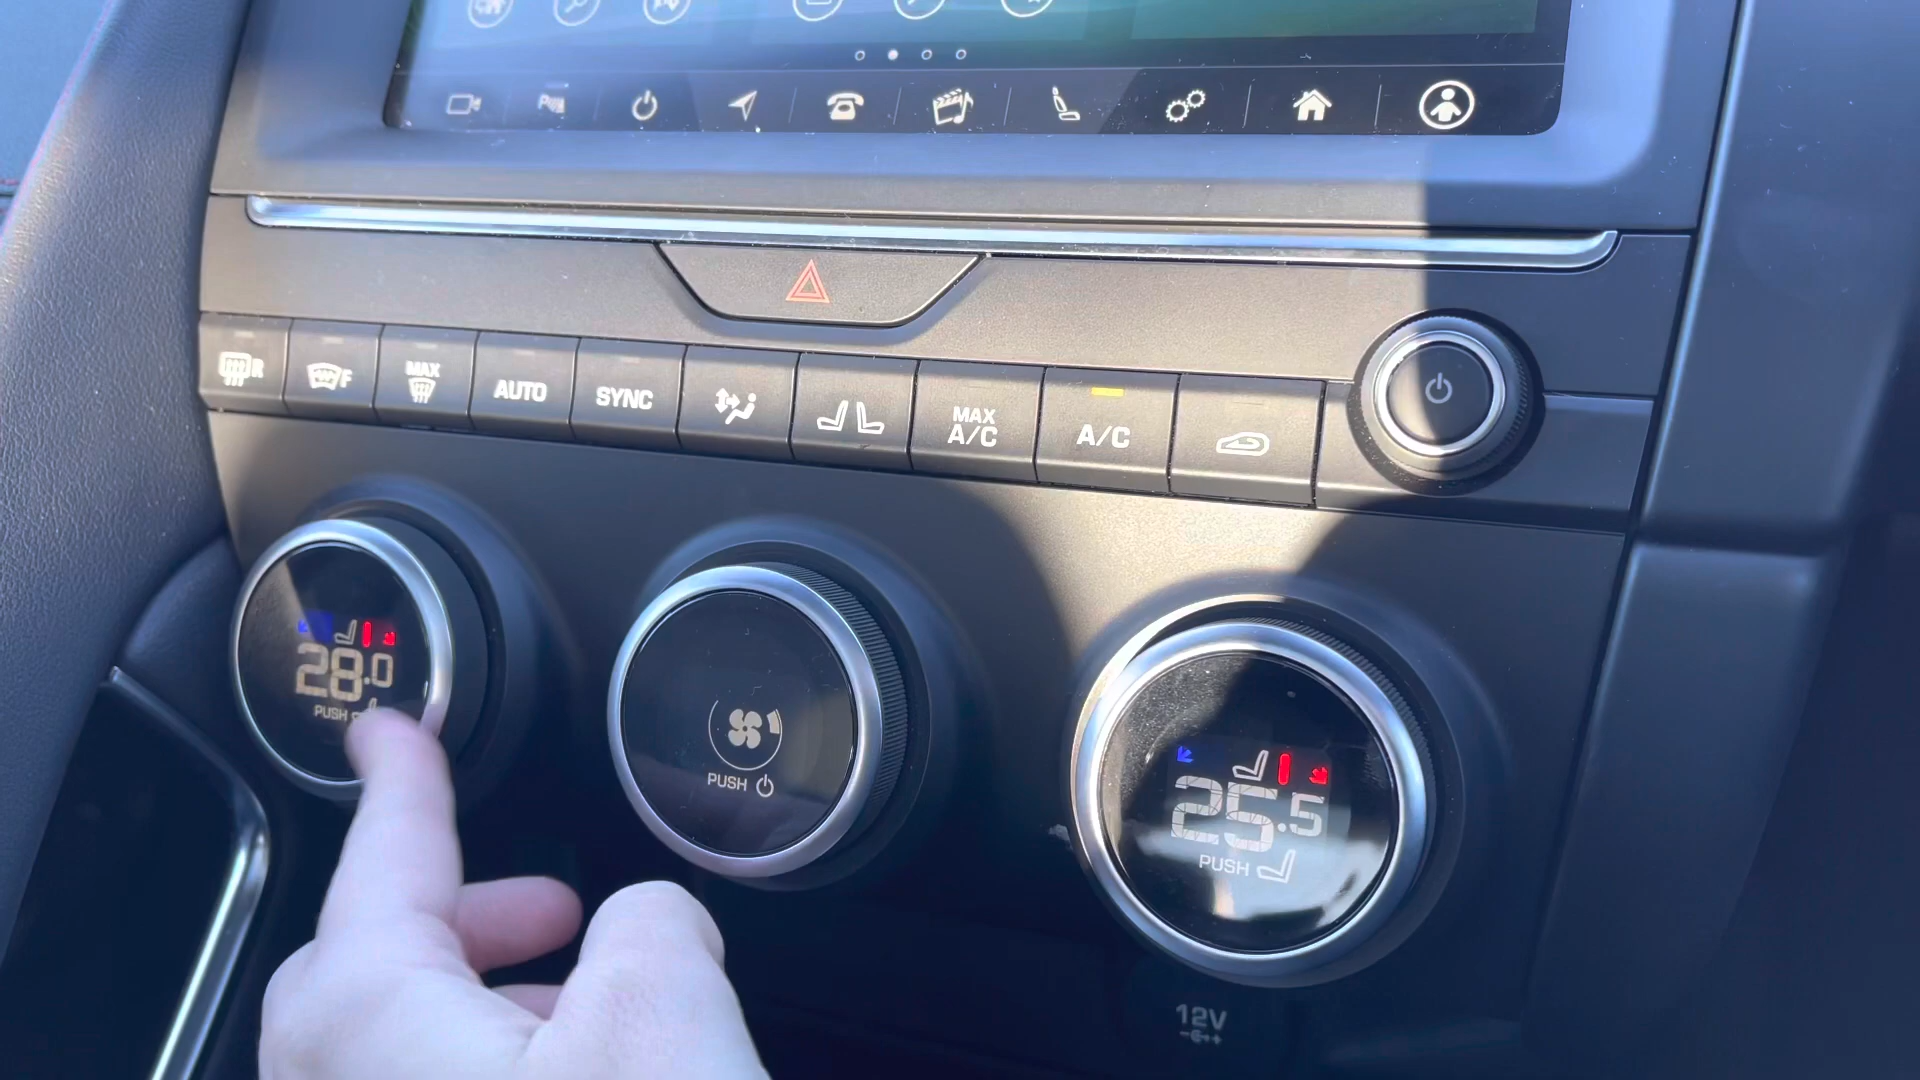 R
F
MAX
AUTO
SYNC
MAX
A/C
A/C
28.0
PUSH
PUSH
25.5
PUSH
12V